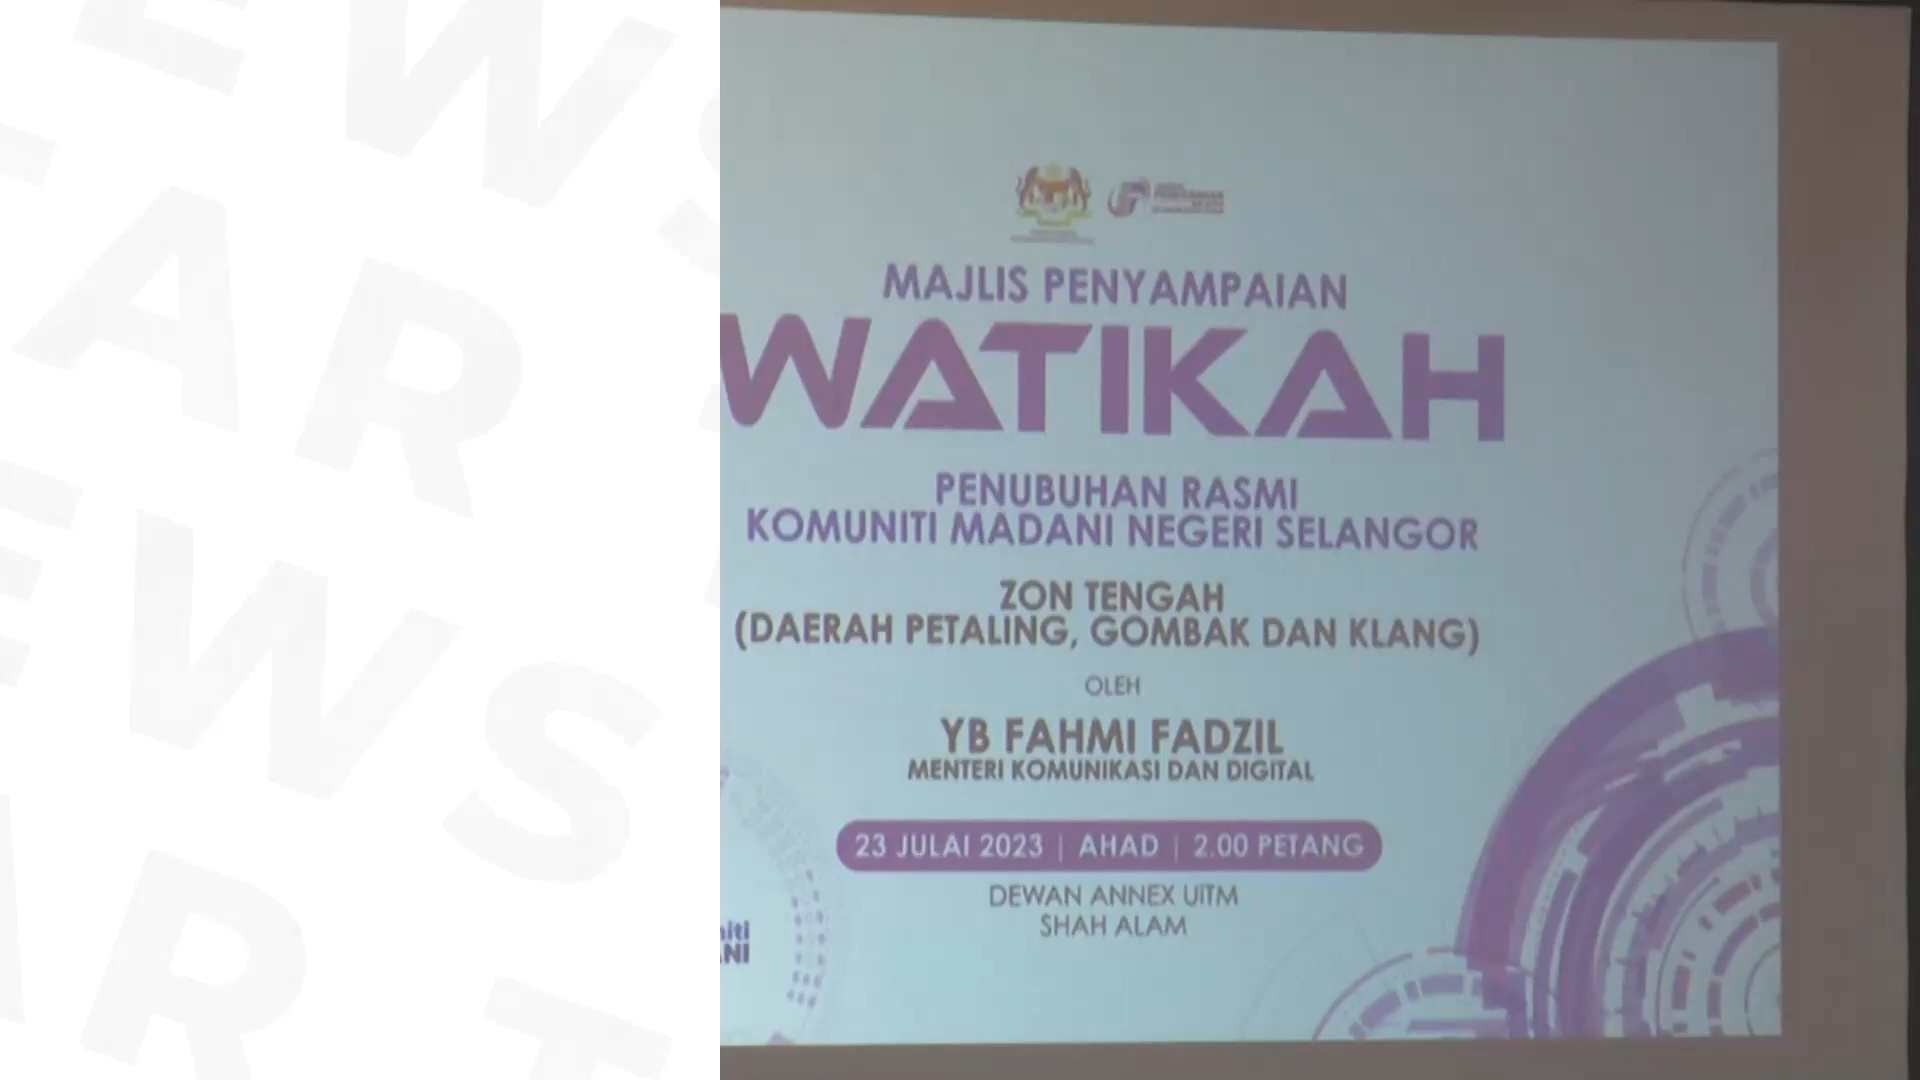 MAJLIS PENYAMPAIAN
WATIKAH
PENUBUHAN RASMI
KOMUNITI MADANI NEGERI SELANGOR
ZON TENGAH
(DAERAH PETALING, GOMBAK DAN KLANG)
OLEH
YB FAHMI FADZIL
MENTERI KOMUNIKASI DAN DIGITAL
23 JULAI 2023 | AHAD | 2.00 PETANG
DEWAN ANNEX UITM
SHAH ALAM